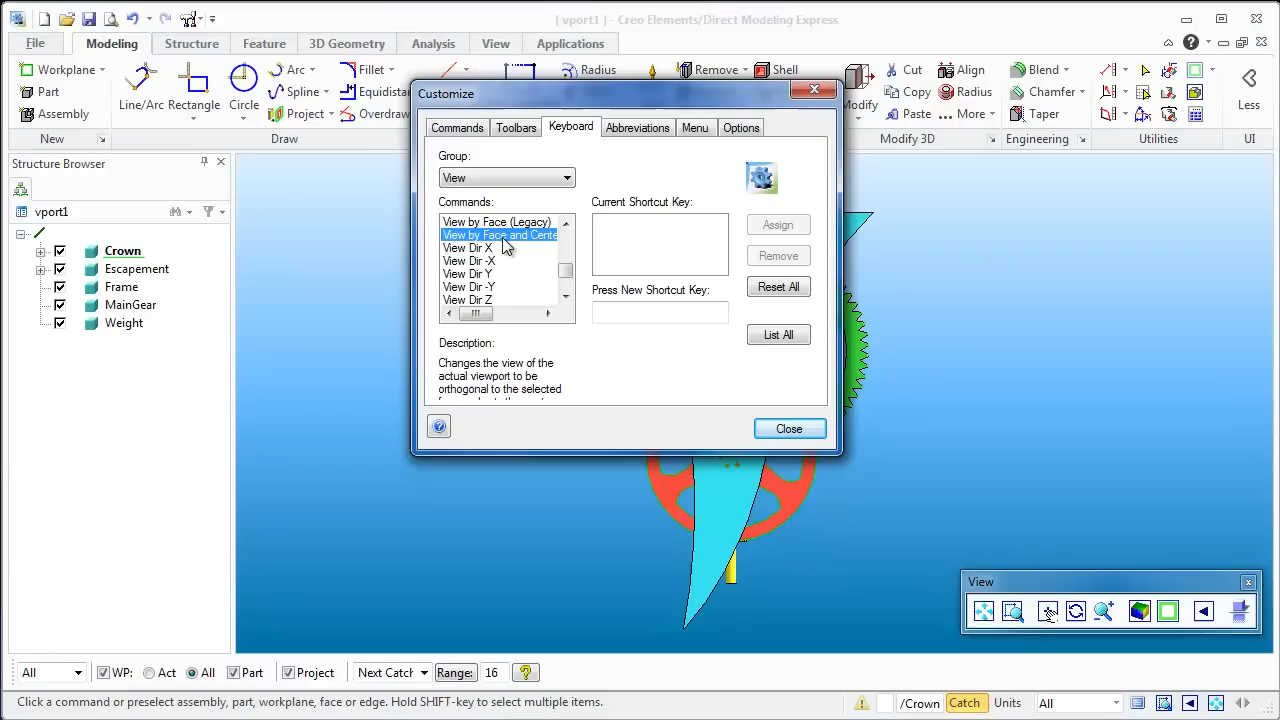 [ vport1 ] - Creo Elements/Direct Modeling Express
File Modeling Structure Feature 3D Geometry Analysis View Applications
Workplane Part Assembly New
Line/Arc Rectangle Circle Arc Spline Project Fillet Equidista Offset Draw
Radius Remove Shell
Modify Cut Copy Paste Align Radius More Modify 3D
Blend Chamfer Taper Engineering
Utilities
Less UI
Structure Browser
vport1
Crown
Escapement
Frame
MainGear
Weight
Customize
Commands Toolbars Keyboard Abbreviations Menu Options
Group:
View
Commands:
View by Face (Legacy)
View by Face and Cente
View Dir X
View Dir -X
View Dir Y
View Dir -Y
View Dir Z
Current Shortcut Key:
Press New Shortcut Key:
Assign
Remove
Reset All
List All
Description:
Changes the view of the
actual viewport to be
orthogonal to the selected
Close
View
All WP: Act All Part Project Next Catch Range: 16
Click a command or preselect assembly, part, workplane, face or edge. Hold SHIFT-key to select multiple items.
/Crown Catch Units All